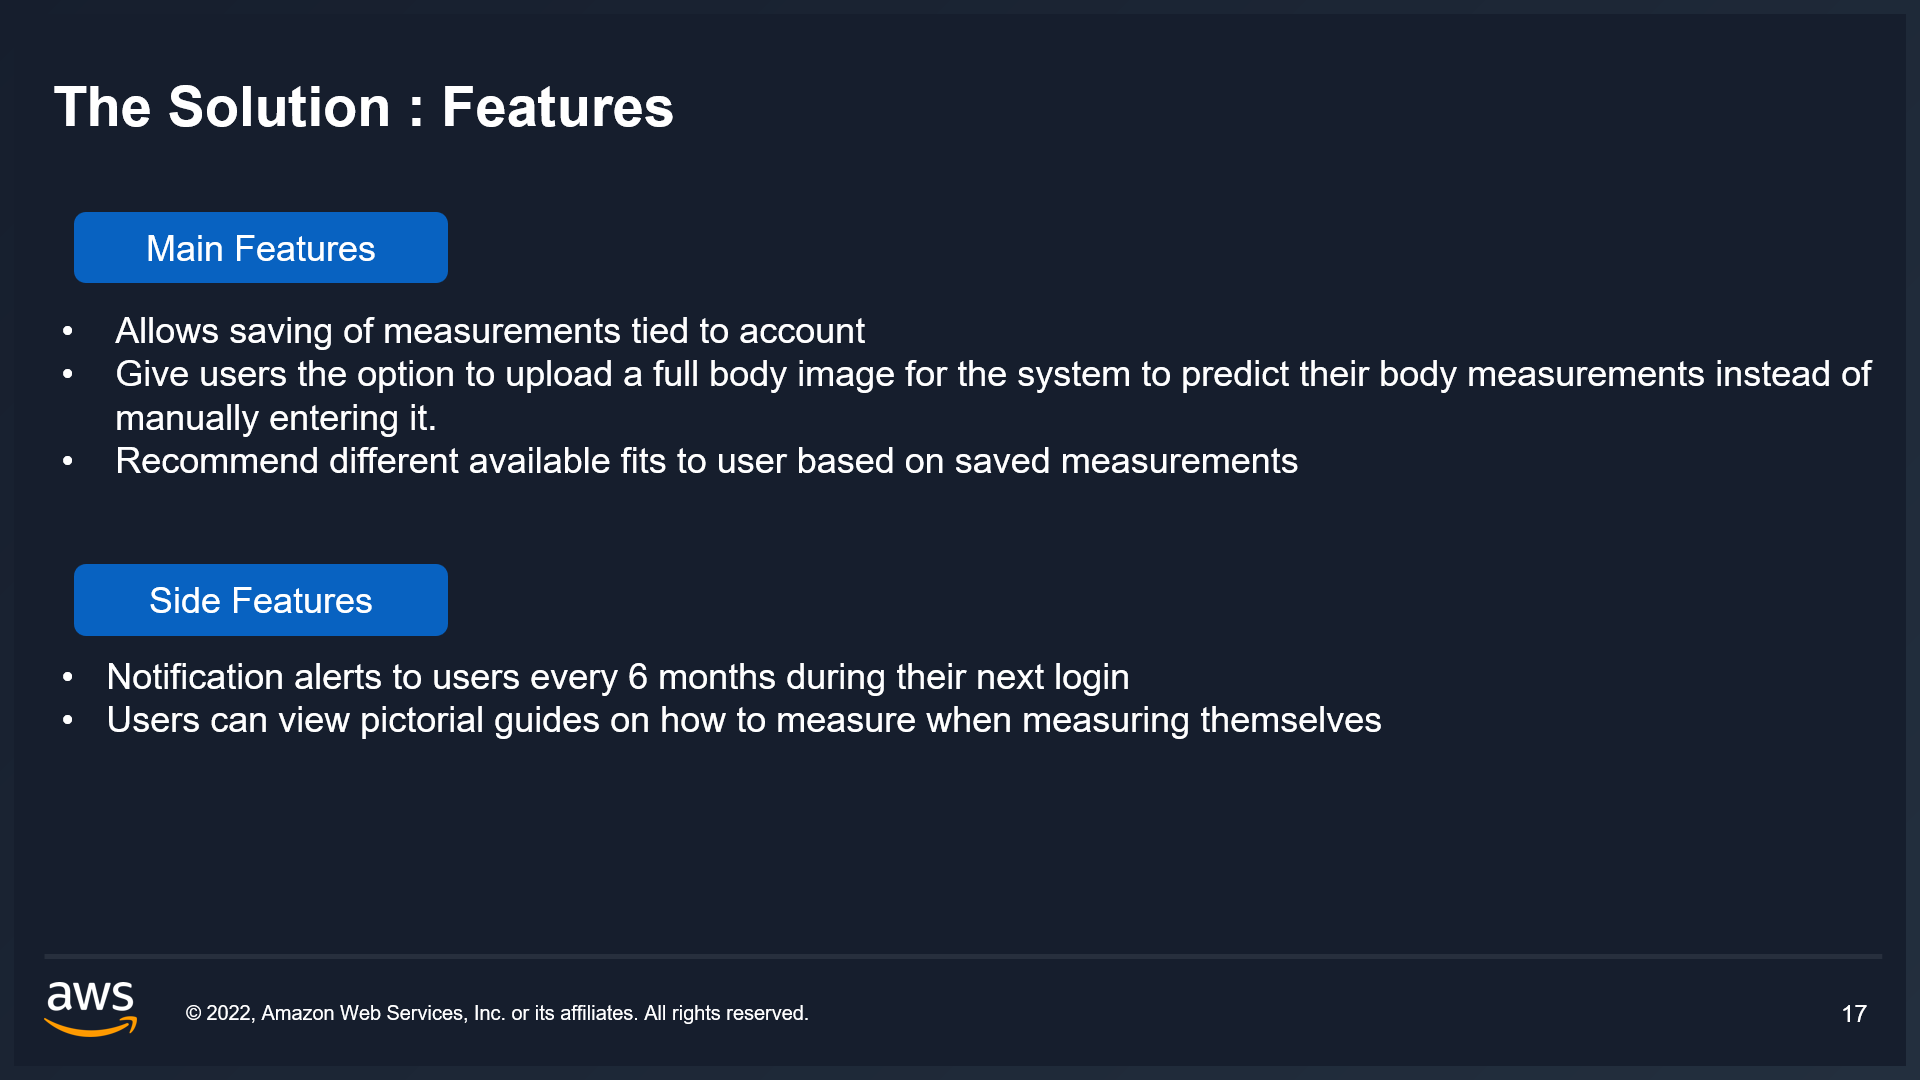 The Solution : Features
Main Features
• Allows saving of measurements tied to account
• Give users the option to upload a full body image for the system to predict their body measurements instead of
manually entering it.
• Recommend different available fits to user based on saved measurements
Side Features
• Notification alerts to users every 6 months during their next login
• Users can view pictorial guides on how to measure when measuring themselves
aws
© 2022, Amazon Web Services, Inc. or its affiliates. All rights reserved.
17